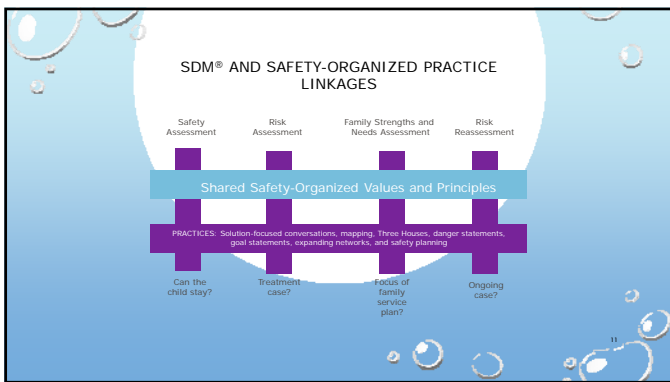 SDM® AND SAFETY-ORGANIZED PRACTICE
LINKAGES
Safety
Assessment
Risk
Assessment
Family Strengths and
Needs Assessment
Risk
Reassessment
Shared Safety-Organized Values and Principles
PRACTICES: Solution-focused conversations, mapping, Three Houses, danger statements,
goal statements, expanding networks, and safety planning
Can the
child stay?
Treatment
case?
Focus of
family
service
plan?
Ongoing
case?
11